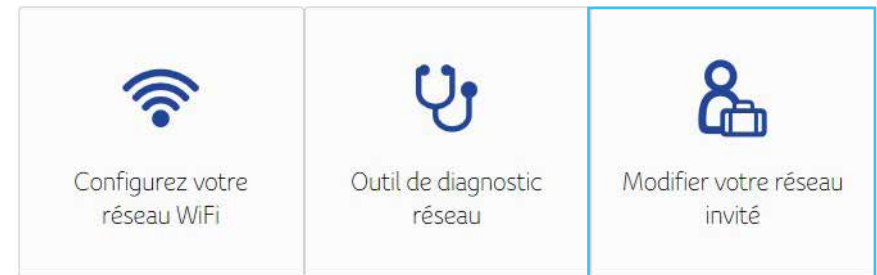 Configurez votre
réseau WiFi
Outil de diagnostic
réseau
Modifier votre réseau
invité